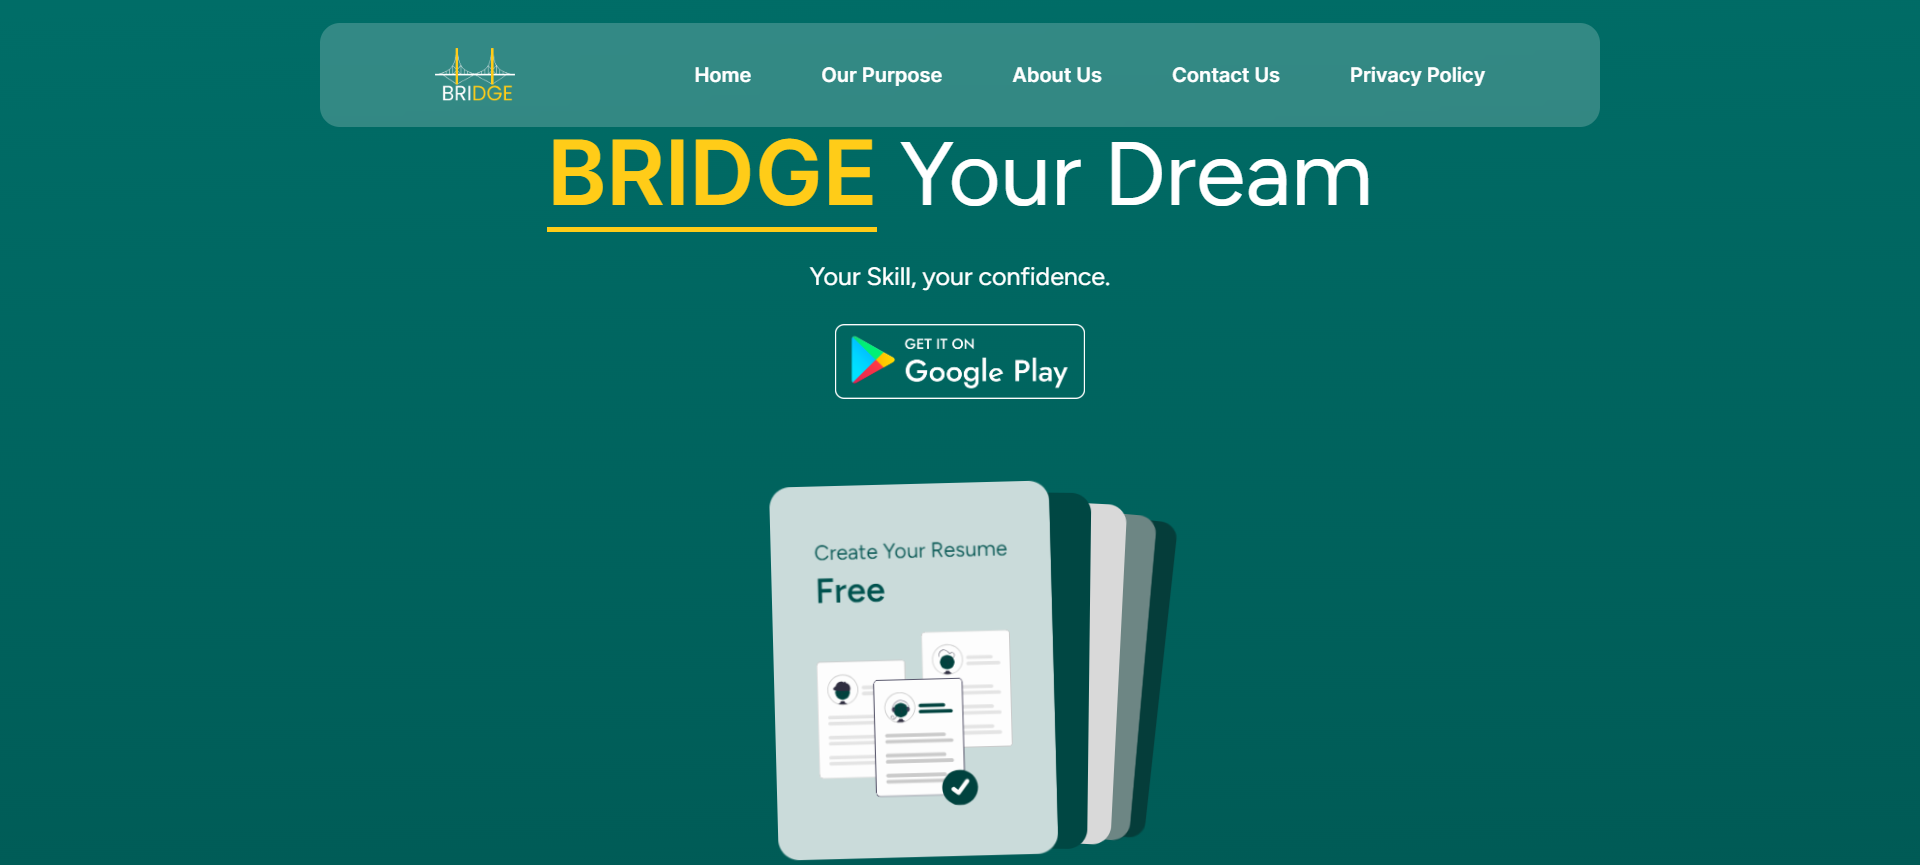 BRIDGE
Home
Our Purpose
About Us
Contact Us
Privacy Policy
BRIDGE Your Dream
Your Skill, your confidence.
GET IT ON
Google Play
Create Your Resume
Free